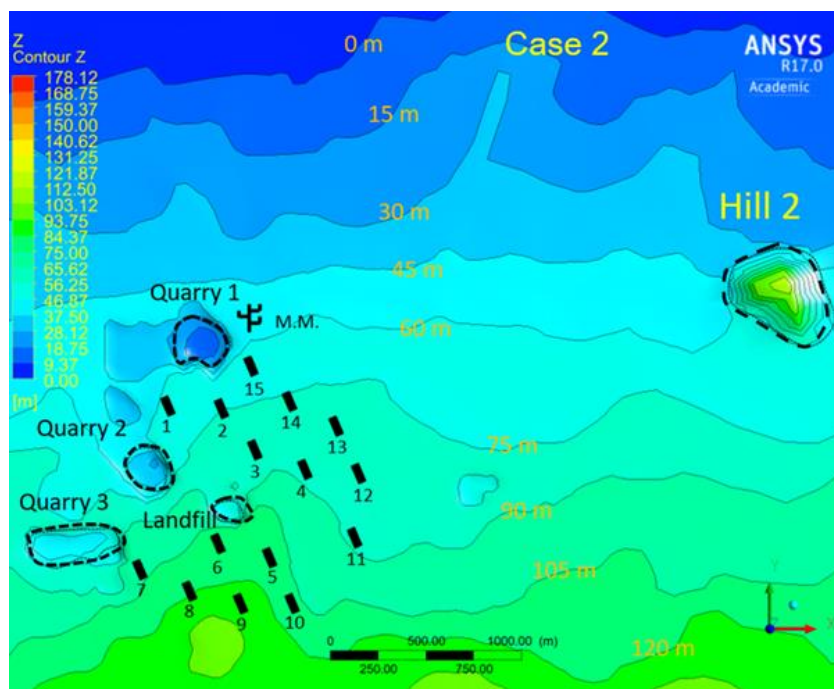 Z
Contour Z
178.12
168.75
159.37
150.00
140.62
131.25
121.87
112.50
103.12
93.75
84.37
75.00
65.62
56.25
46.87
37.50
28.12
18.75
9.37
0.00
[m]
0 m
Case 2
ANSYS
R17.0
Academic
15 m
30 m
Hill 2
45 m
Quarry 1
M.M.
60 m
15
14
1
2
13
Quarry 2
75 m
3
4
12
Quarry 3
Landfill
90 m
11
6
5
105 m
7
8
9
10
Y
X
0
500.00
1000.00
(m)
250.00
750.00
120 m